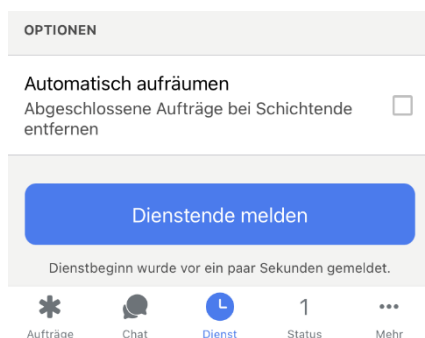 OPTIONEN
Automatisch aufräumen
Abgeschlossene Aufträge bei Schichtende
entfernen
Dienstende melden
Dienstbeginn wurde vor ein paar Sekunden gemeldet.
1
Aufträge Chat Dienst Status Mehr